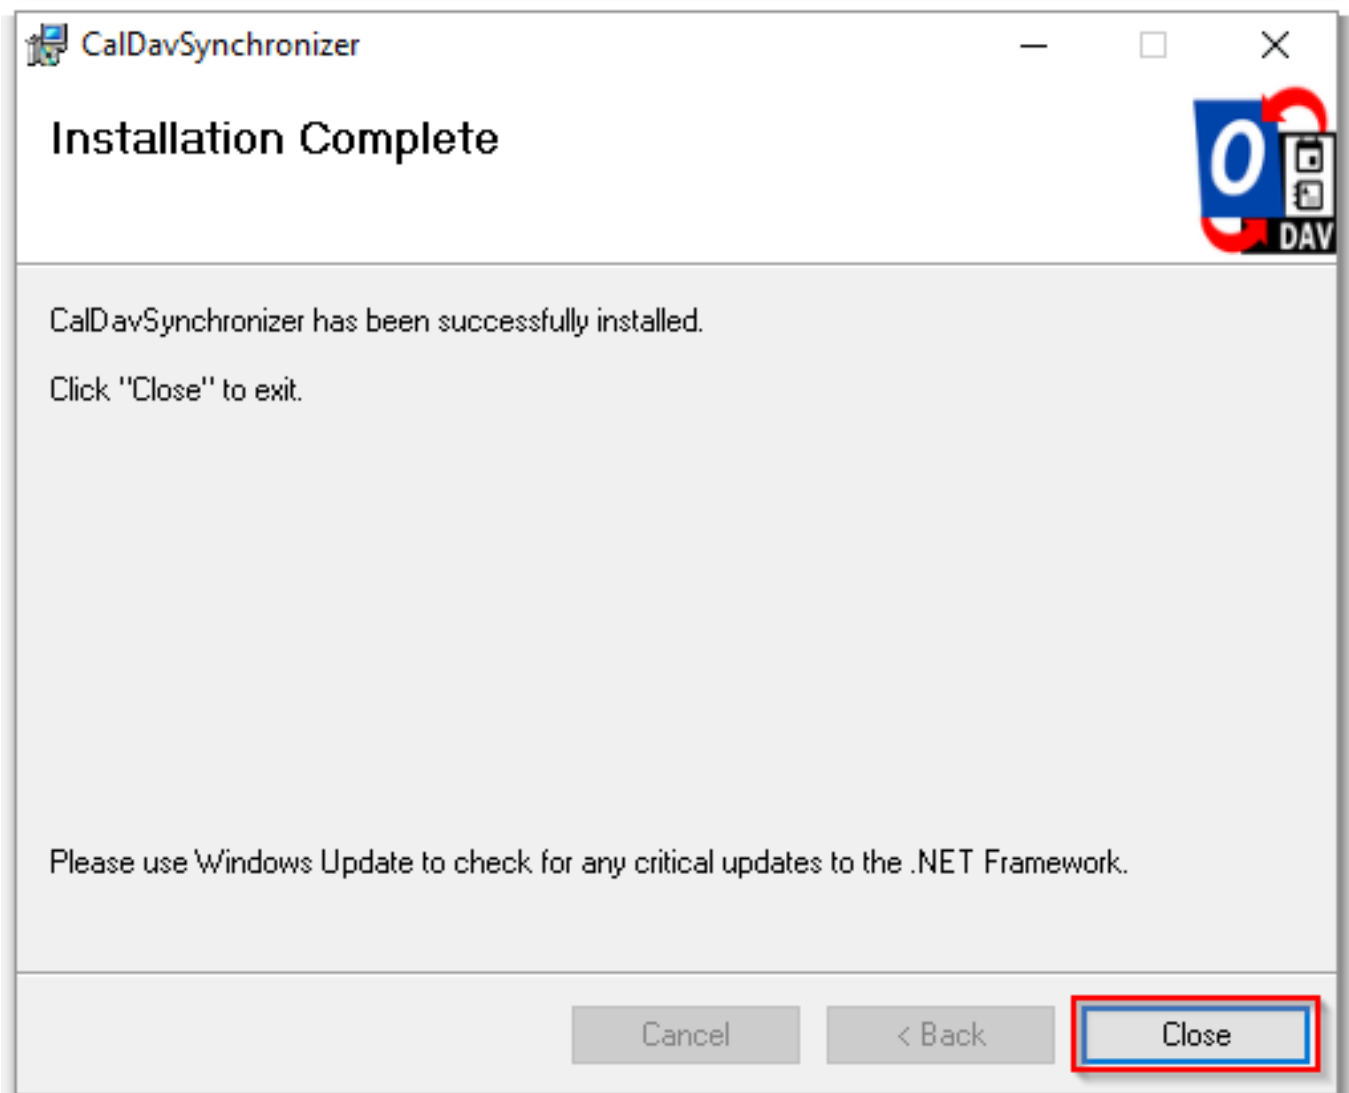 CalDavSynchronizer
Installation Complete
O
DAV
CalDavSynchronizer has been successfully installed.
Click "Close" to exit.
Please use Windows Update to check for any critical updates to the .NET Framework.
Cancel
< Back
Close